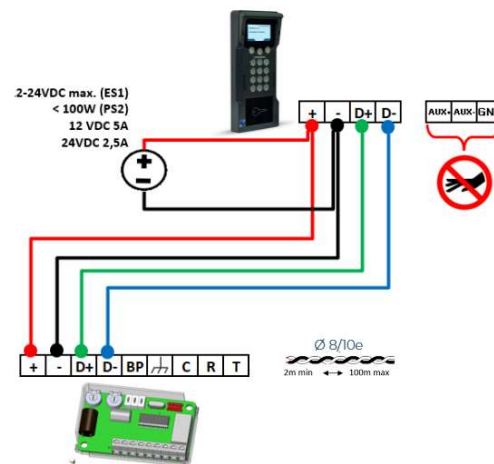 .2-24VDC max. (ES1)
< 100W (PS2)
12 VDC 5A
24VDC 2,5A
+ - D+ D-
AUX+ AUX- GN
+
-
+ - D+ D- BP C R T
Ø 8/10e
2m min 100m max